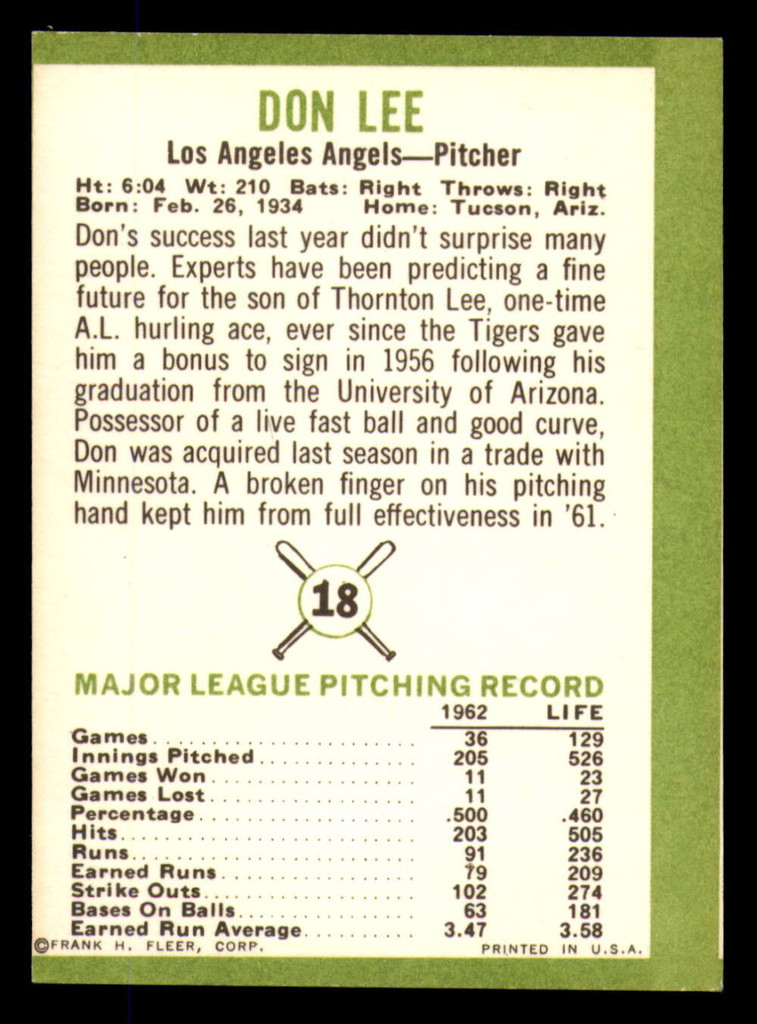 DON LEE
Los Angeles Angels—Pitcher
Ht: 6:04 Wt: 210 Bats: Right Throws: Right
Born: Feb. 26, 1934 Home: Tucson, Ariz.
Don's success last year didn't surprise many
people. Experts have been predicting a fine
future for the son of Thornton Lee, one-time
A.L. hurling ace, ever since the Tigers gave
him a bonus to sign in 1956 following his
graduation from the University of Arizona.
Possessor of a live fast ball and good curve,
Don was acquired last season in a trade with
Minnesota. A broken finger on his pitching
hand kept him from full effectiveness in '61.
18
MAJOR LEAGUE PITCHING RECORD
1962 LIFE
Games 36 129
Innings Pitched 205 526
Games Won 11 23
Games Lost 11 27
Percentage .500 .460
Hits 203 505
Runs 91 236
Earned Runs 79 209
Strike Outs 102 274
Bases On Balls 63 181
Earned Run Average 3.47 3.58
©FRANK H. FLEER, CORP. PRINTED IN U.S.A.